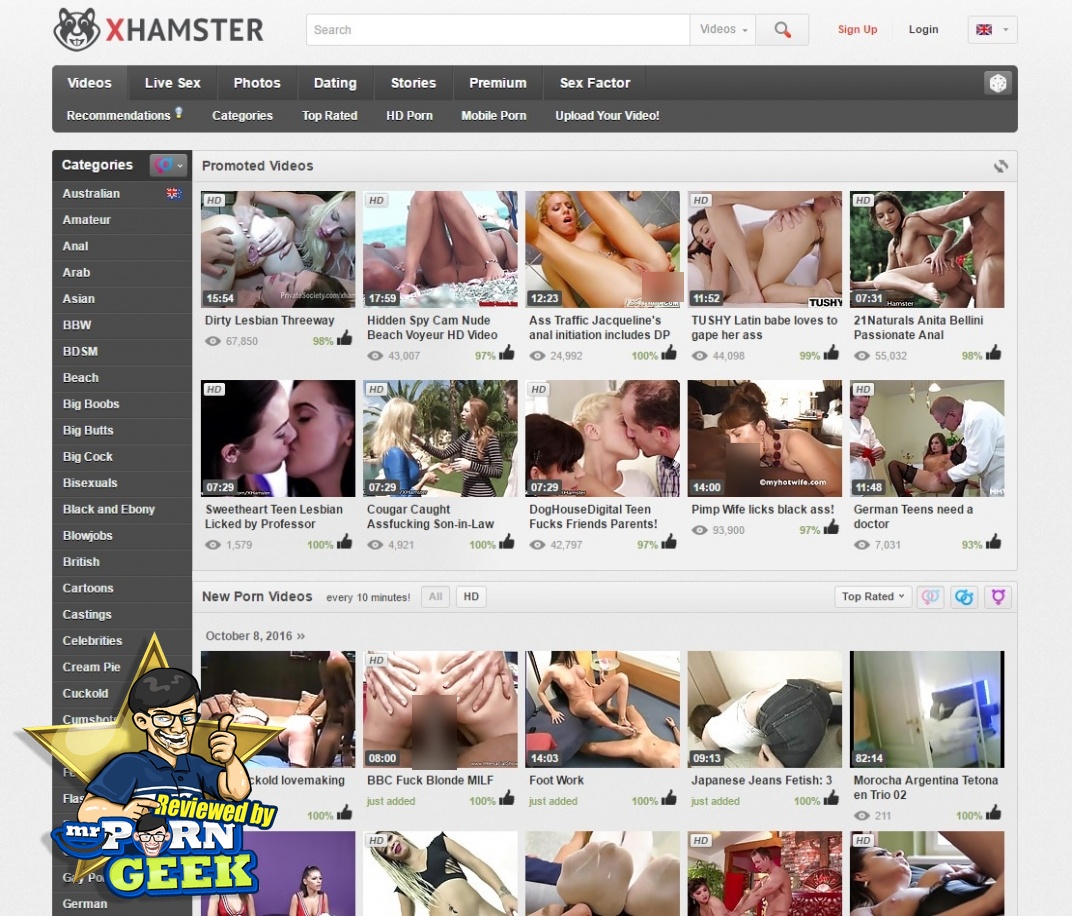 XHAMSTER
Search
Videos
Sign Up
Login
Videos Live Sex Photos Dating Stories Premium Sex Factor
Recommendations Categories Top Rated HD Porn Mobile Porn Upload Your Video!
Categories
Australian
Amateur
Anal
Arab
Asian
BBW
BDSM
Beach
Big Boobs
Big Butts
Big Cock
Bisexuals
Black and Ebony
Blowjobs
British
Cartoons
Castings
Celebrities
Cream Pie
Cuckold
Cumshots
German
Promoted Videos
HD
15:54
Dirty Lesbian Threeway
67,850 98%
HD
17:59
Hidden Spy Cam Nude
Beach Voyeur HD Video
43,007 97%
12:23
Ass Traffic Jacqueline's
anal initiation includes DP
24,992 100%
HD
11:52
TUSHY
TUSHY Latin babe loves to
gape her ass
44,098 99%
HD
07:31
21Naturals Anita Bellini
Passionate Anal
55,032 98%
HD
07:29
Sweetheart Teen Lesbian
Licked by Professor
1,579 100%
HD
07:29
Cougar Caught
Assfucking Son-in-Law
4,921 100%
HD
07:29
DogHouseDigital Teen
Fucks Friends Parents!
42,797 97%
14:00
©myhotwife.com
Pimp Wife licks black ass!
93,900 97%
HD
11:48
German Teens need a
doctor
7,031 93%
New Porn Videos every 10 minutes! All HD
Top Rated
October 8, 2016 »
lovemaking
100%
HD
08:00
BBC Fuck Blonde MILF
just added 100%
14:03
Foot Work
just added 100%
09:13
Japanese Jeans Fetish: 3
just added 100%
82:14
Morocha Argentina Tetona
en Trio 02
211 100%
HD
HD
HD
Reviewed by
mr PORN
GEEK